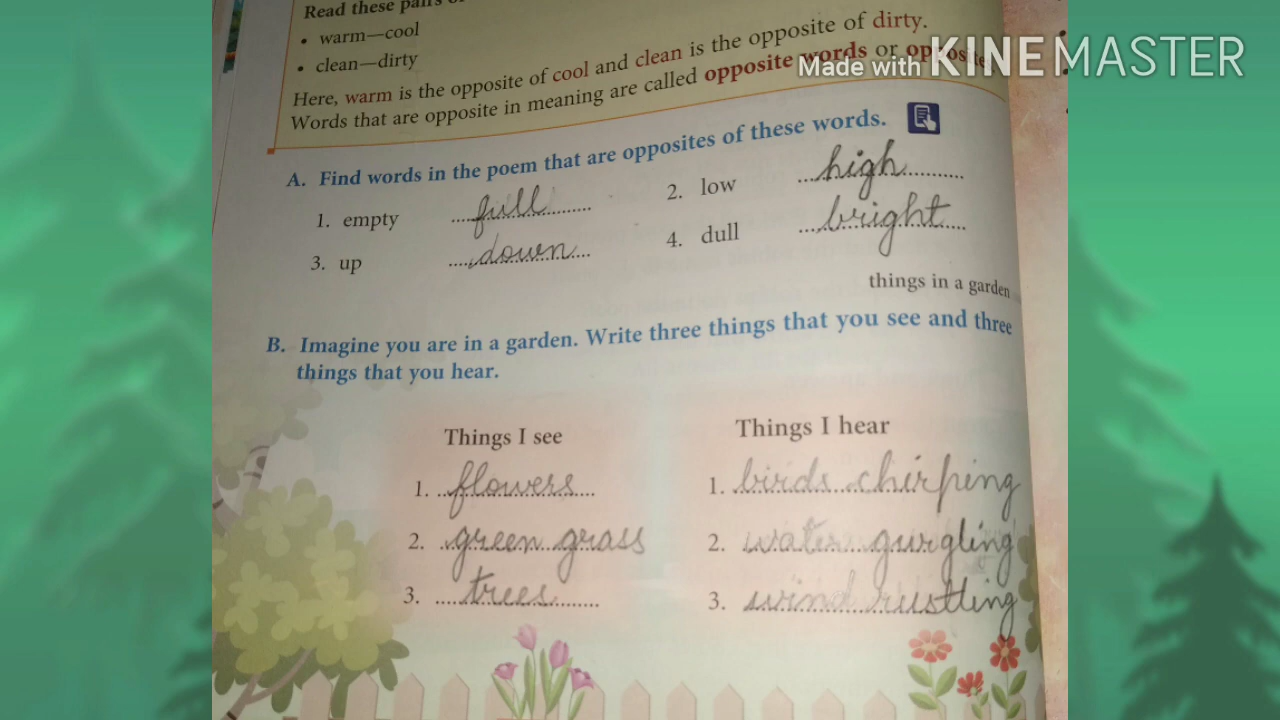 Read these pairs
• warm—cool
• clean—dirty
Here, warm is the opposite of cool and clean is the opposite of dirty.
Words that are opposite in meaning are called opposite words or opposite
Made with KINEMASTER
A. Find words in the poem that are opposites of these words.
1. empty full
2. low high
3. up down
4. dull bright
things in a garden
B. Imagine you are in a garden. Write three things that you see and three
things that you hear.
Things I see
1. flowers
2. green grass
3. trees
Things I hear
1. birds chirping
2. water gurgling
3. wind rustling